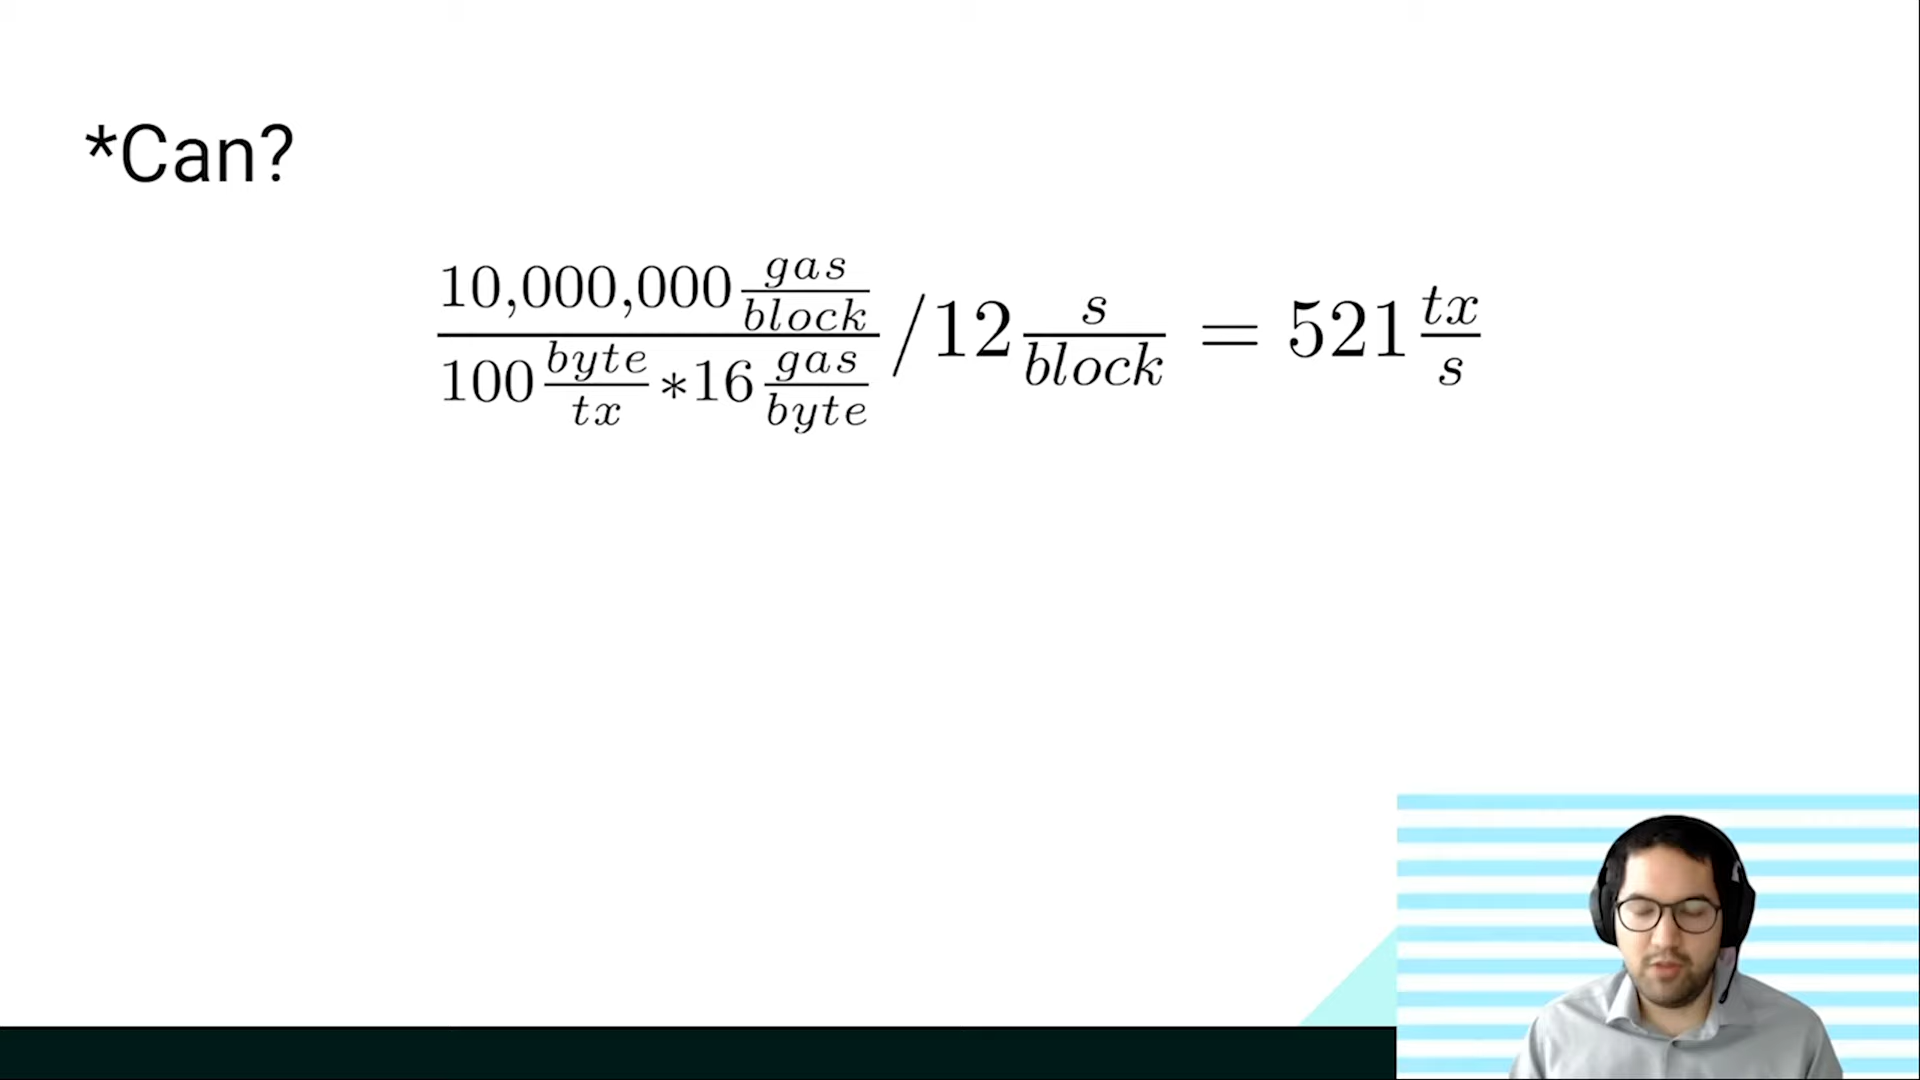 *Can?
10,000,000 gas/block / 100 byte/tx *16 gas/byte /12 s/block = 521 tx/s